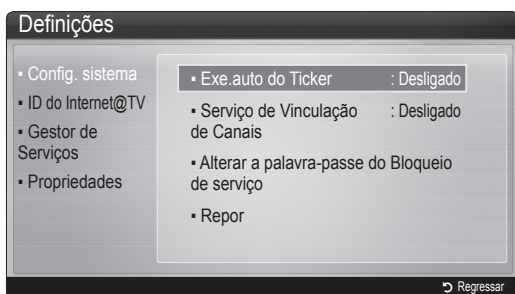 Definições
▪ Config. sistema
▪ ID do Internet@TV
▪ Gestor de
Serviços
▪ Propriedades
▪ Exe.auto do Ticker : Desligado
▪ Serviço de Vinculação : Desligado
de Canais
▪ Alterar a palavra-passe do Bloqueio
de serviço
▪ Repor
Regressar